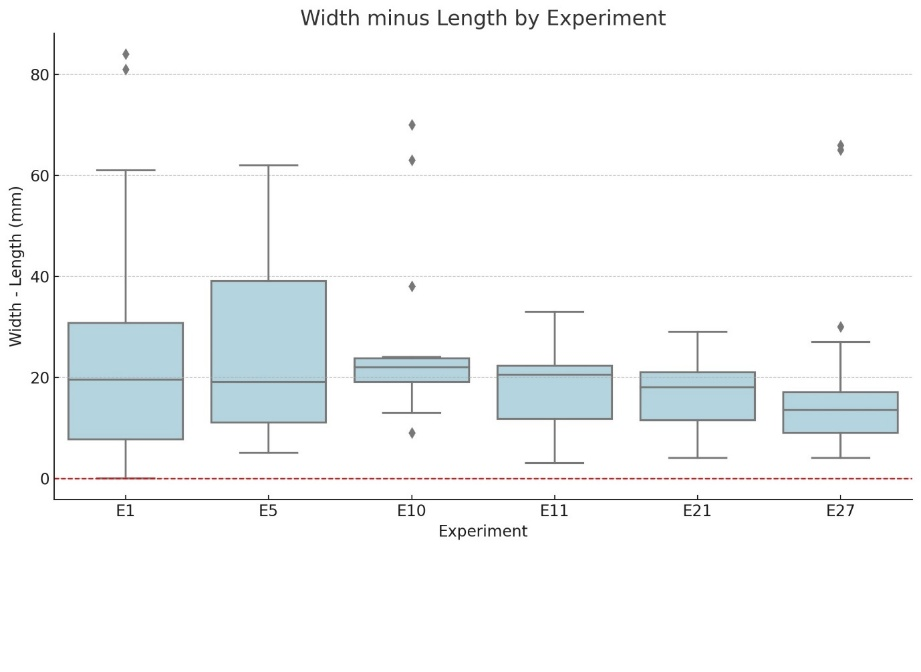 Width minus Length by Experiment
Width - Length (mm)
80
60
40
20
0
E1 E5 E10 E11 E21 E27
Experiment